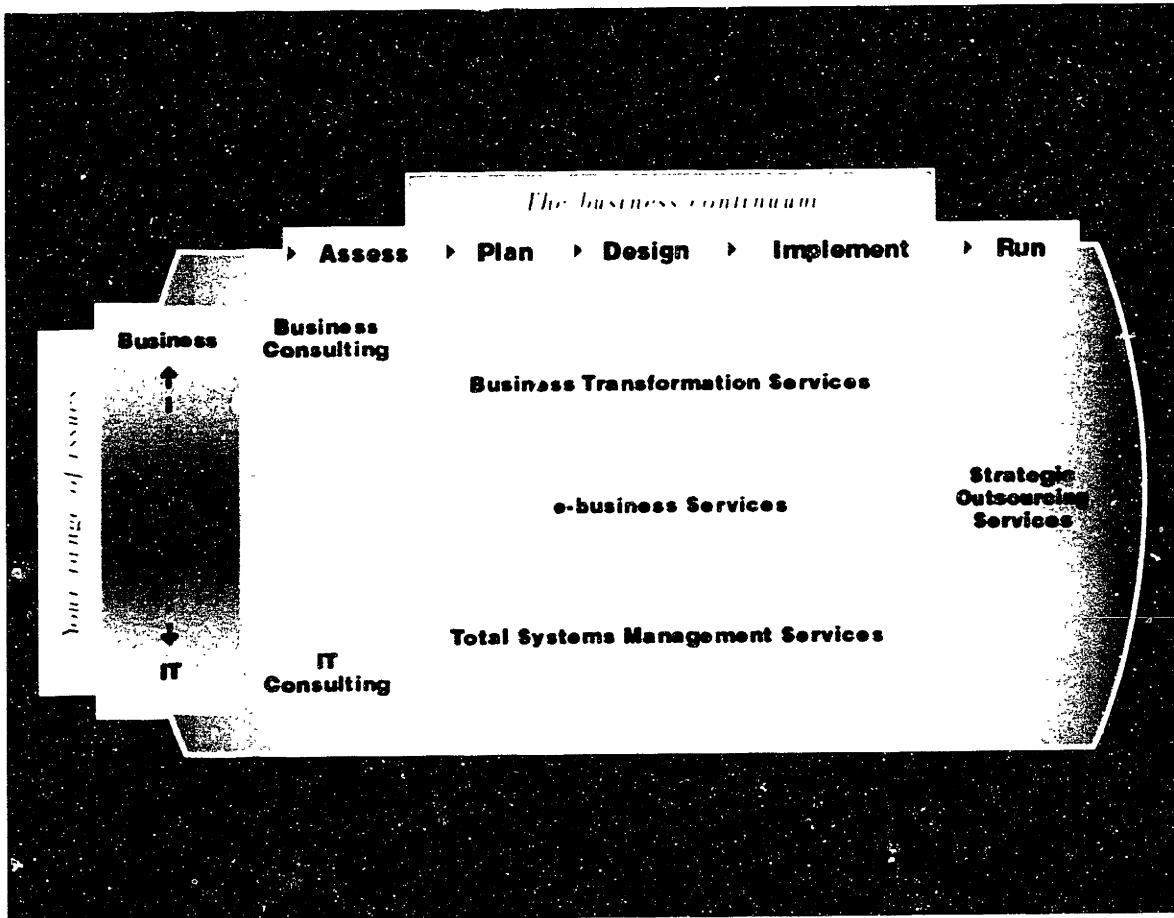 The business continuum
Assess Plan Design Implement Run
Business
Business
Consulting
Business Transformation Services
Your range of issues
e-business Services
Strategic
Outsourcing
Services
Total Systems Management Services
IT
IT
Consulting